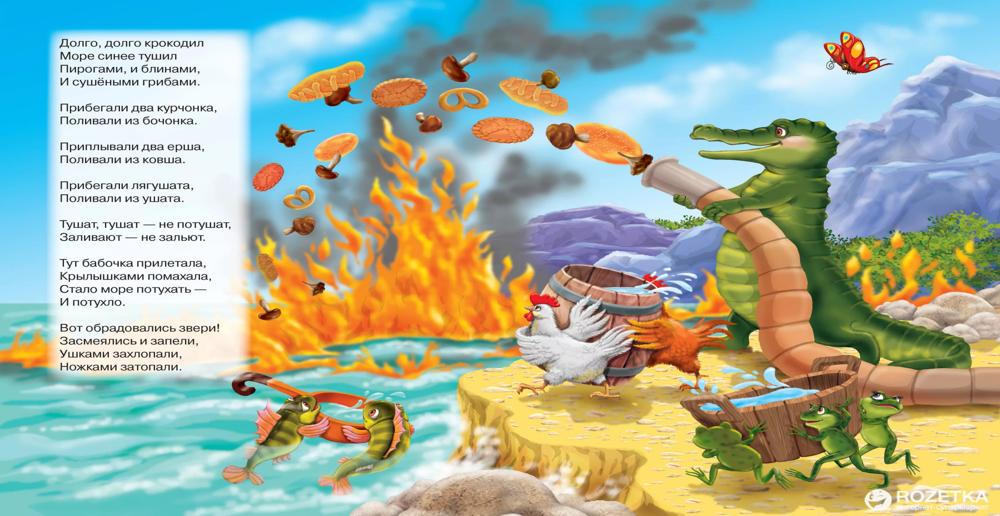 Долго, долго крокодил
Море синее тушил
Пирогами, и блинами,
И сушёными грибами.
Прибегали два курчонка,
Поливали из бочонка.
Приплывали два ерша,
Поливали из ковша.
Прибегали лягушата,
Поливали из ушата.
Тушат, тушат — не потушат,
Заливают — не зальют.
Тут бабочка прилетала,
Крылышками помахала,
Стало море потухать —
И потухло.
Вот обрадовались звери!
Засмеялись и запели,
Ушками захлопали,
Ножками затопали.
ROZETKA
интернет-супермаркет